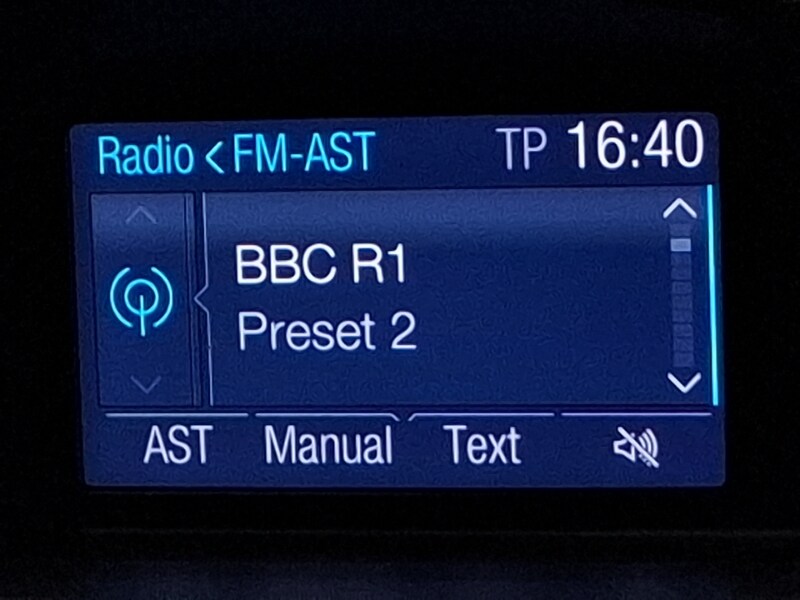 Radio < FM-AST TP 16:40
BBC R1
Preset 2
AST Manual Text